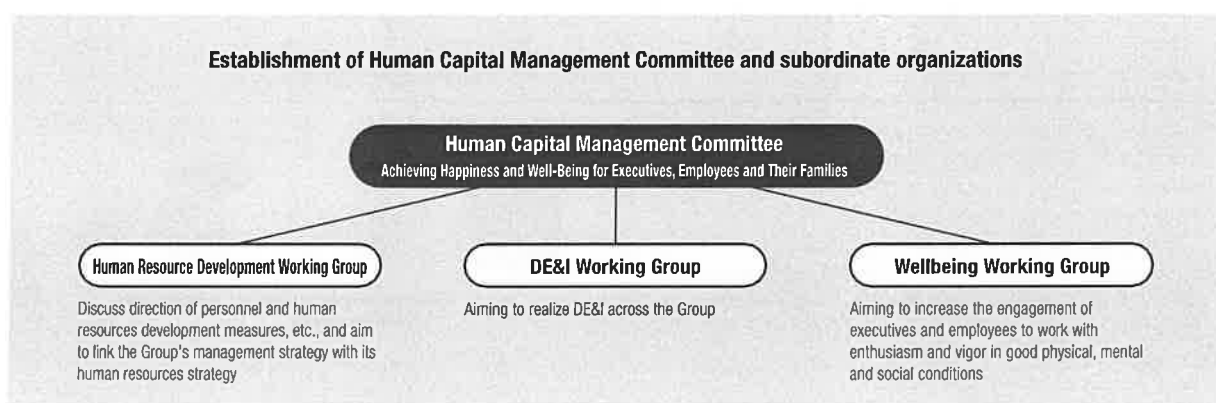 Establishment of Human Capital Management Committee and subordinate organizations
Human Capital Management Committee
Achieving Happiness and Well-Being for Executives, Employees and Their Families
Human Resource Development Working Group
Discuss direction of personnel and human
resources development measures, etc., and aim
to link the Group's management strategy with its
human resources strategy
DE&I Working Group
Aiming to realize DE&I across the Group
Wellbeing Working Group
Aiming to increase the engagement of
executives and employees to work with
enthusiasm and vigor in good physical, mental
and social conditions